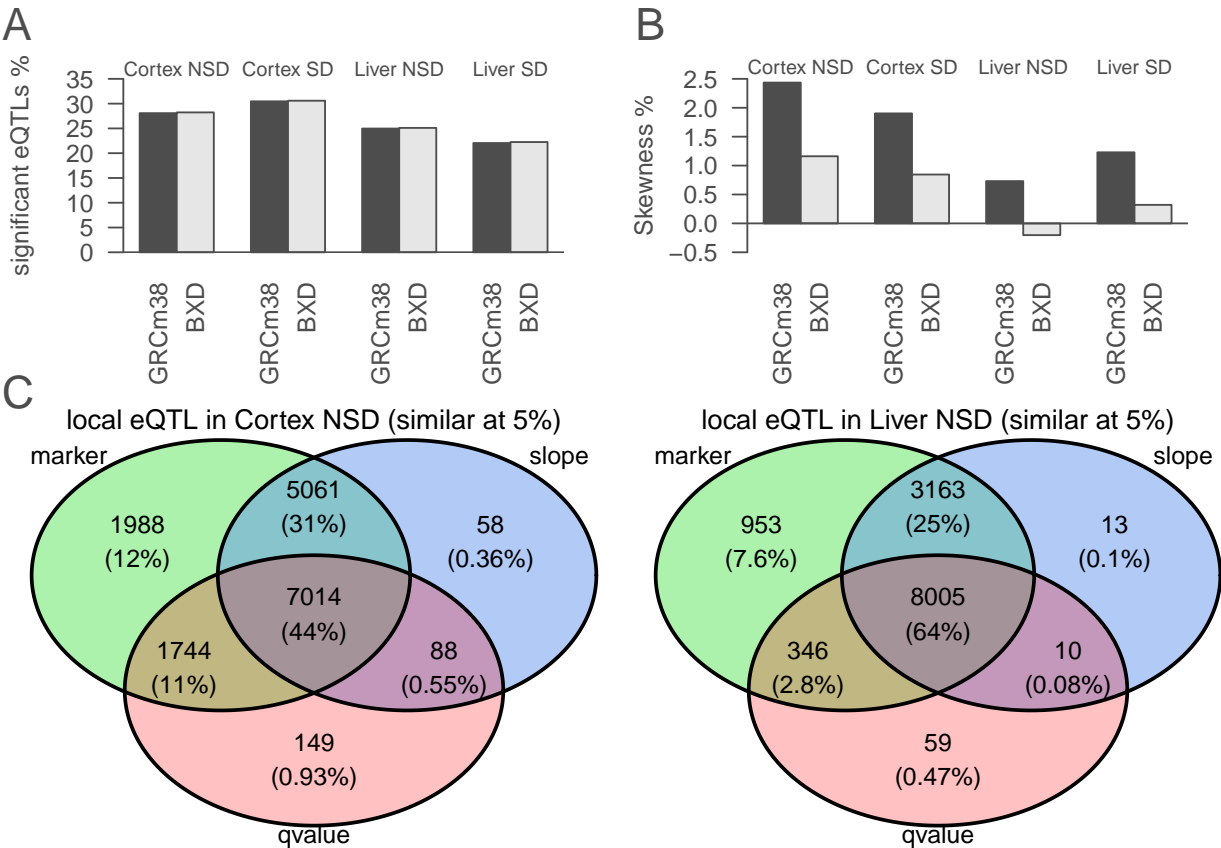 A
significant eQTLs %
35
30
25
20
15
10
5
0
Cortex NSD
Cortex SD
Liver NSD
Liver SD
GRCm38
BXD
GRCm38
BXD
GRCm38
BXD
GRCm38
BXD
B
Skewness %
2.5
2.0
1.5
1.0
0.5
0.0
−0.5
Cortex NSD
Cortex SD
Liver NSD
Liver SD
GRCm38
BXD
GRCm38
BXD
GRCm38
BXD
GRCm38
BXD
C
local eQTL in Cortex NSD (similar at 5%)
marker
slope
5061
(31%)
1988
(12%)
58
(0.36%)
7014
(44%)
1744
(11%)
88
(0.55%)
149
(0.93%)
qvalue
local eQTL in Liver NSD (similar at 5%)
marker
slope
3163
(25%)
953
(7.6%)
13
(0.1%)
8005
(64%)
346
(2.8%)
10
(0.08%)
59
(0.47%)
qvalue